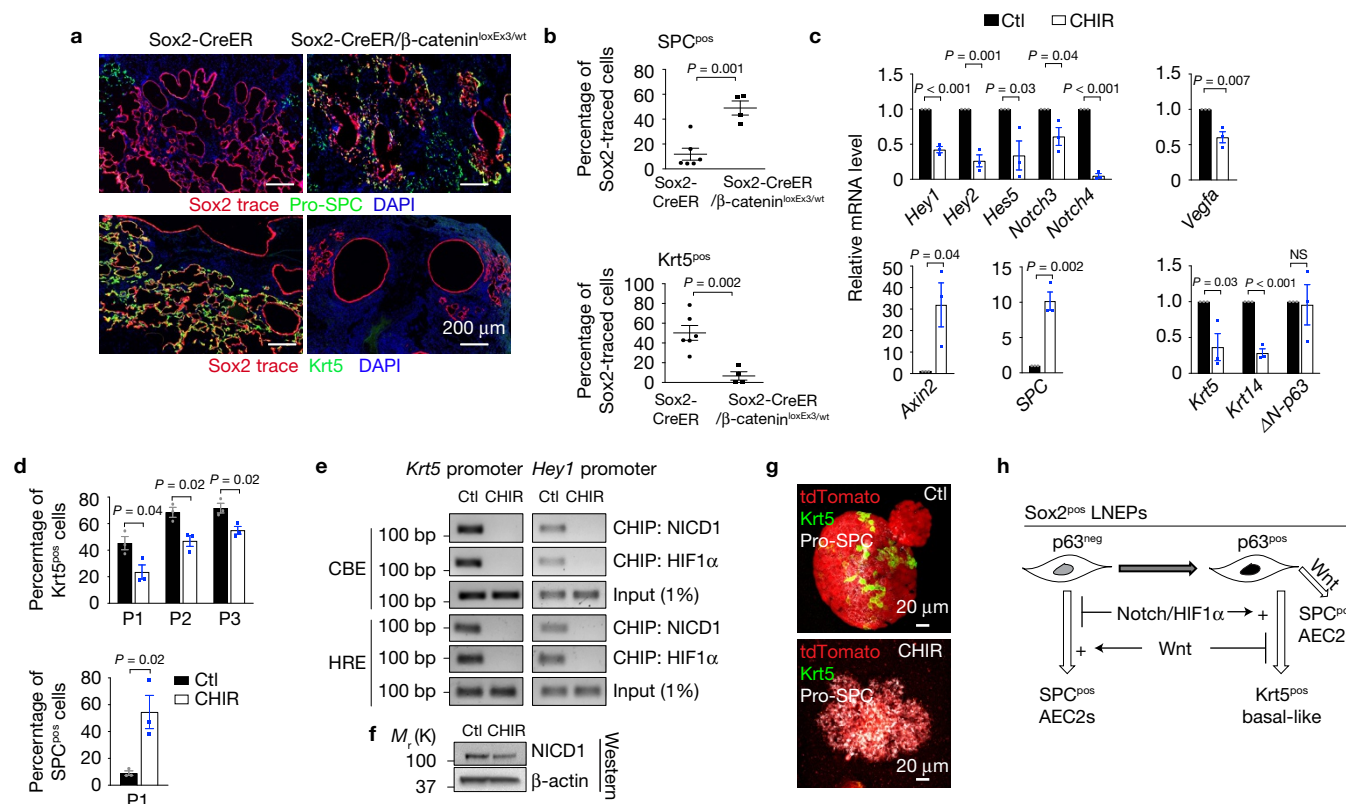 a
Sox2-CreER
Sox2-CreER/β-catenin^loxEx3/wt
Sox2 trace Pro-SPC DAPI
200 μm
Sox2 trace Krt5 DAPI
b
SPC^pos
P = 0.001
Percentage of
Sox2-traced cells
80
60
40
20
0
Sox2-
CreER
Sox2-CreER
/β-catenin^loxEx3/wt
Krt5^pos
P = 0.002
Percentage of
Sox2-traced cells
100
80
60
40
20
0
Sox2-
CreER
Sox2-CreER
/β-catenin^loxEx3/wt
c
Ctl
CHIR
Relative mRNA level
P = 0.001
P = 0.04
P < 0.001
P = 0.03
P < 0.001
1.5
1.0
0.5
0
Hey1
Hey2
Hes5
Notch3
Notch4
P = 0.007
1.5
1.0
0.5
0
Vegfa
P = 0.04
50
40
30
20
10
0
Axin2
P = 0.002
15
10
5
0
SPC
NS
P = 0.03
P < 0.001
1.5
1.0
0.5
0
Krt5
Krt14
ΔN-p63
d
Percerntage of
Krt5^pos cells
P = 0.02
P = 0.02
P = 0.04
80
60
40
20
0
P1
P2
P3
Percerntage of
SPC^pos cells
P = 0.02
Ctl
CHIR
80
60
40
20
0
P1
e
Krt5 promoter
Hey1 promoter
Ctl CHIR
Ctl CHIR
CBE
100 bp
CHIP: NICD1
100 bp
CHIP: HIF1α
100 bp
Input (1%)
HRE
100 bp
CHIP: NICD1
100 bp
CHIP: HIF1α
100 bp
Input (1%)
f
M_r (K)
Ctl CHIR
100
NICD1
37
β-actin
Western
g
tdTomato
Ctl
Krt5
Pro-SPC
20 μm
tdTomato
CHIR
Krt5
Pro-SPC
20 μm
h
Sox2^pos LNEPs
p63^neg
p63^pos
Wnt
Notch/HIF1α
+
AEC2
+
Wnt
SPC^pos
AEC2s
Krt5^pos
basal-like